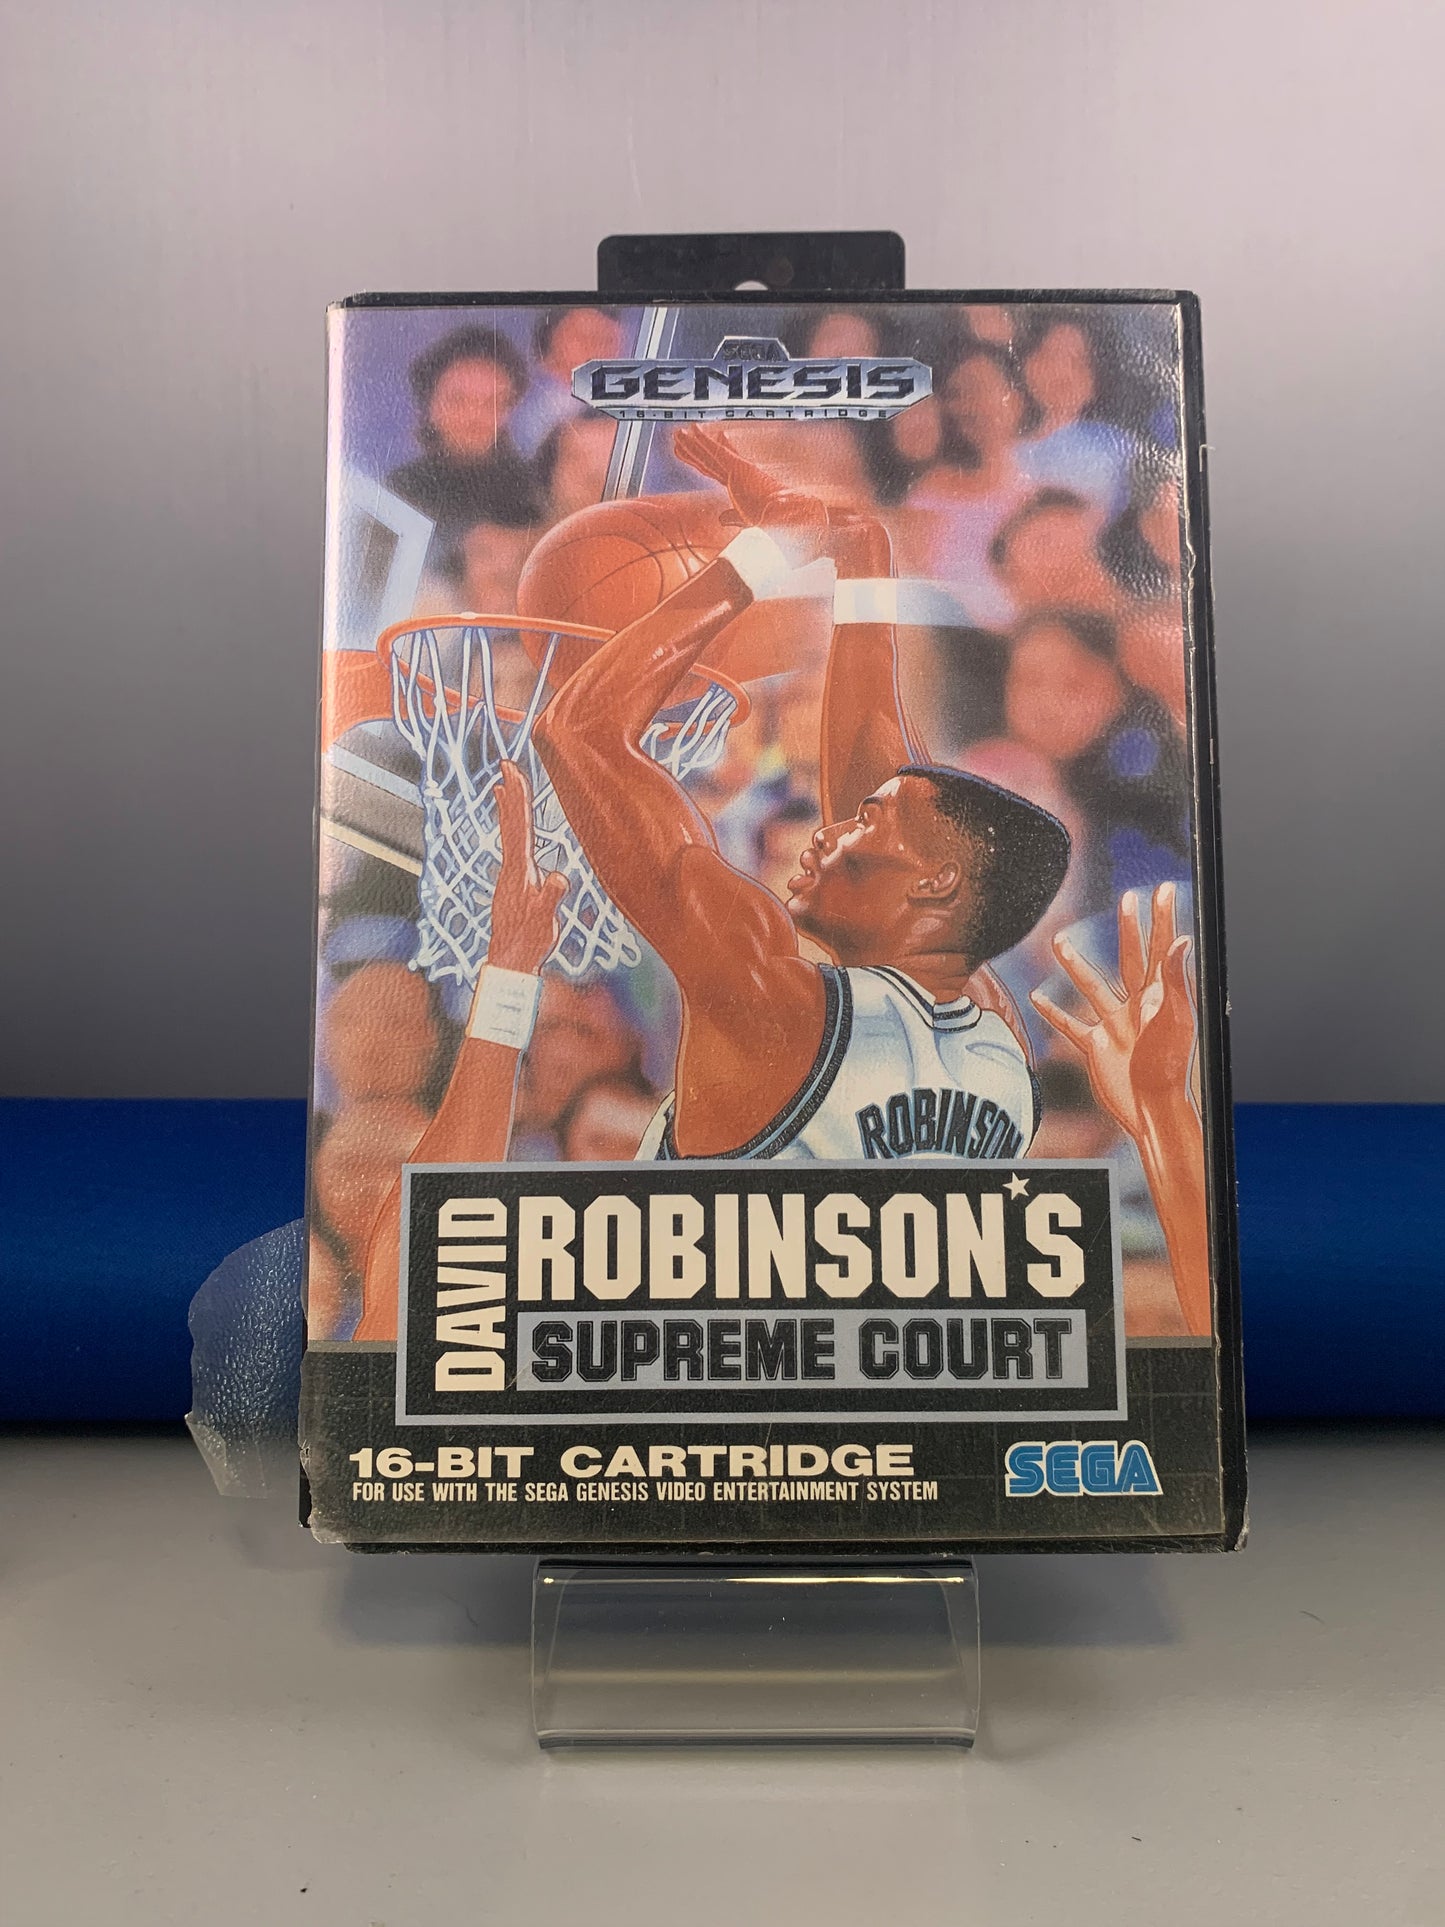 SEGA
GENESIS
16-BIT CARTRIDGE
ROBINSON
DAVID
ROBINSON'S
SUPREME COURT
16-BIT CARTRIDGE
FOR USE WITH THE SEGA GENESIS VIDEO ENTERTAINMENT SYSTEM
SEGA